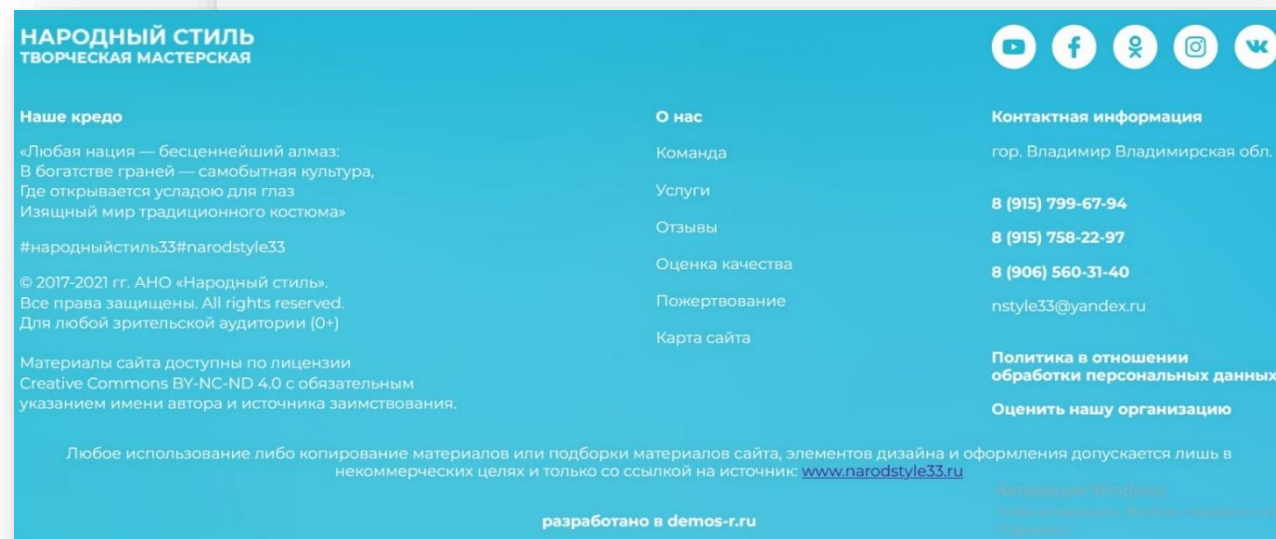 НАРОДНЫЙ СТИЛЬ
ТВОРЧЕСКАЯ МАСТЕРСКАЯ
Наше кредо
«Любая нация — бесценнейший алмаз:
В богатстве граней — самобытная культура,
Где открывается усладою для глаз
Изящный мир традиционного костюма»
#народныйстиль33#narodstyle33
© 2017-2021 гг. АНО «Народный стиль».
Все права защищены. All rights reserved.
Для любой зрительской аудитории (0+)
Материалы сайта доступны по лицензии
Creative Commons BY-NC-ND 4.0 с обязательным
указанием имени автора и источника заимствования.
О нас
Команда
Услуги
Отзывы
Оценка качества
Пожертвование
Карта сайта
Контактная информация
гор. Владимир Владимирская обл.
8 (915) 799-67-94
8 (915) 758-22-97
8 (906) 560-31-40
nstyle33@yandex.ru
Политика в отношении
обработки персональных данных
Оценить нашу организацию
Любое использование либо копирование материалов или подборки материалов сайта, элементов дизайна и оформления допускается лишь в
некоммерческих целях и только со ссылкой на источник: www.narodstyle33.ru
разработано в demos-r.ru
Активация Windows